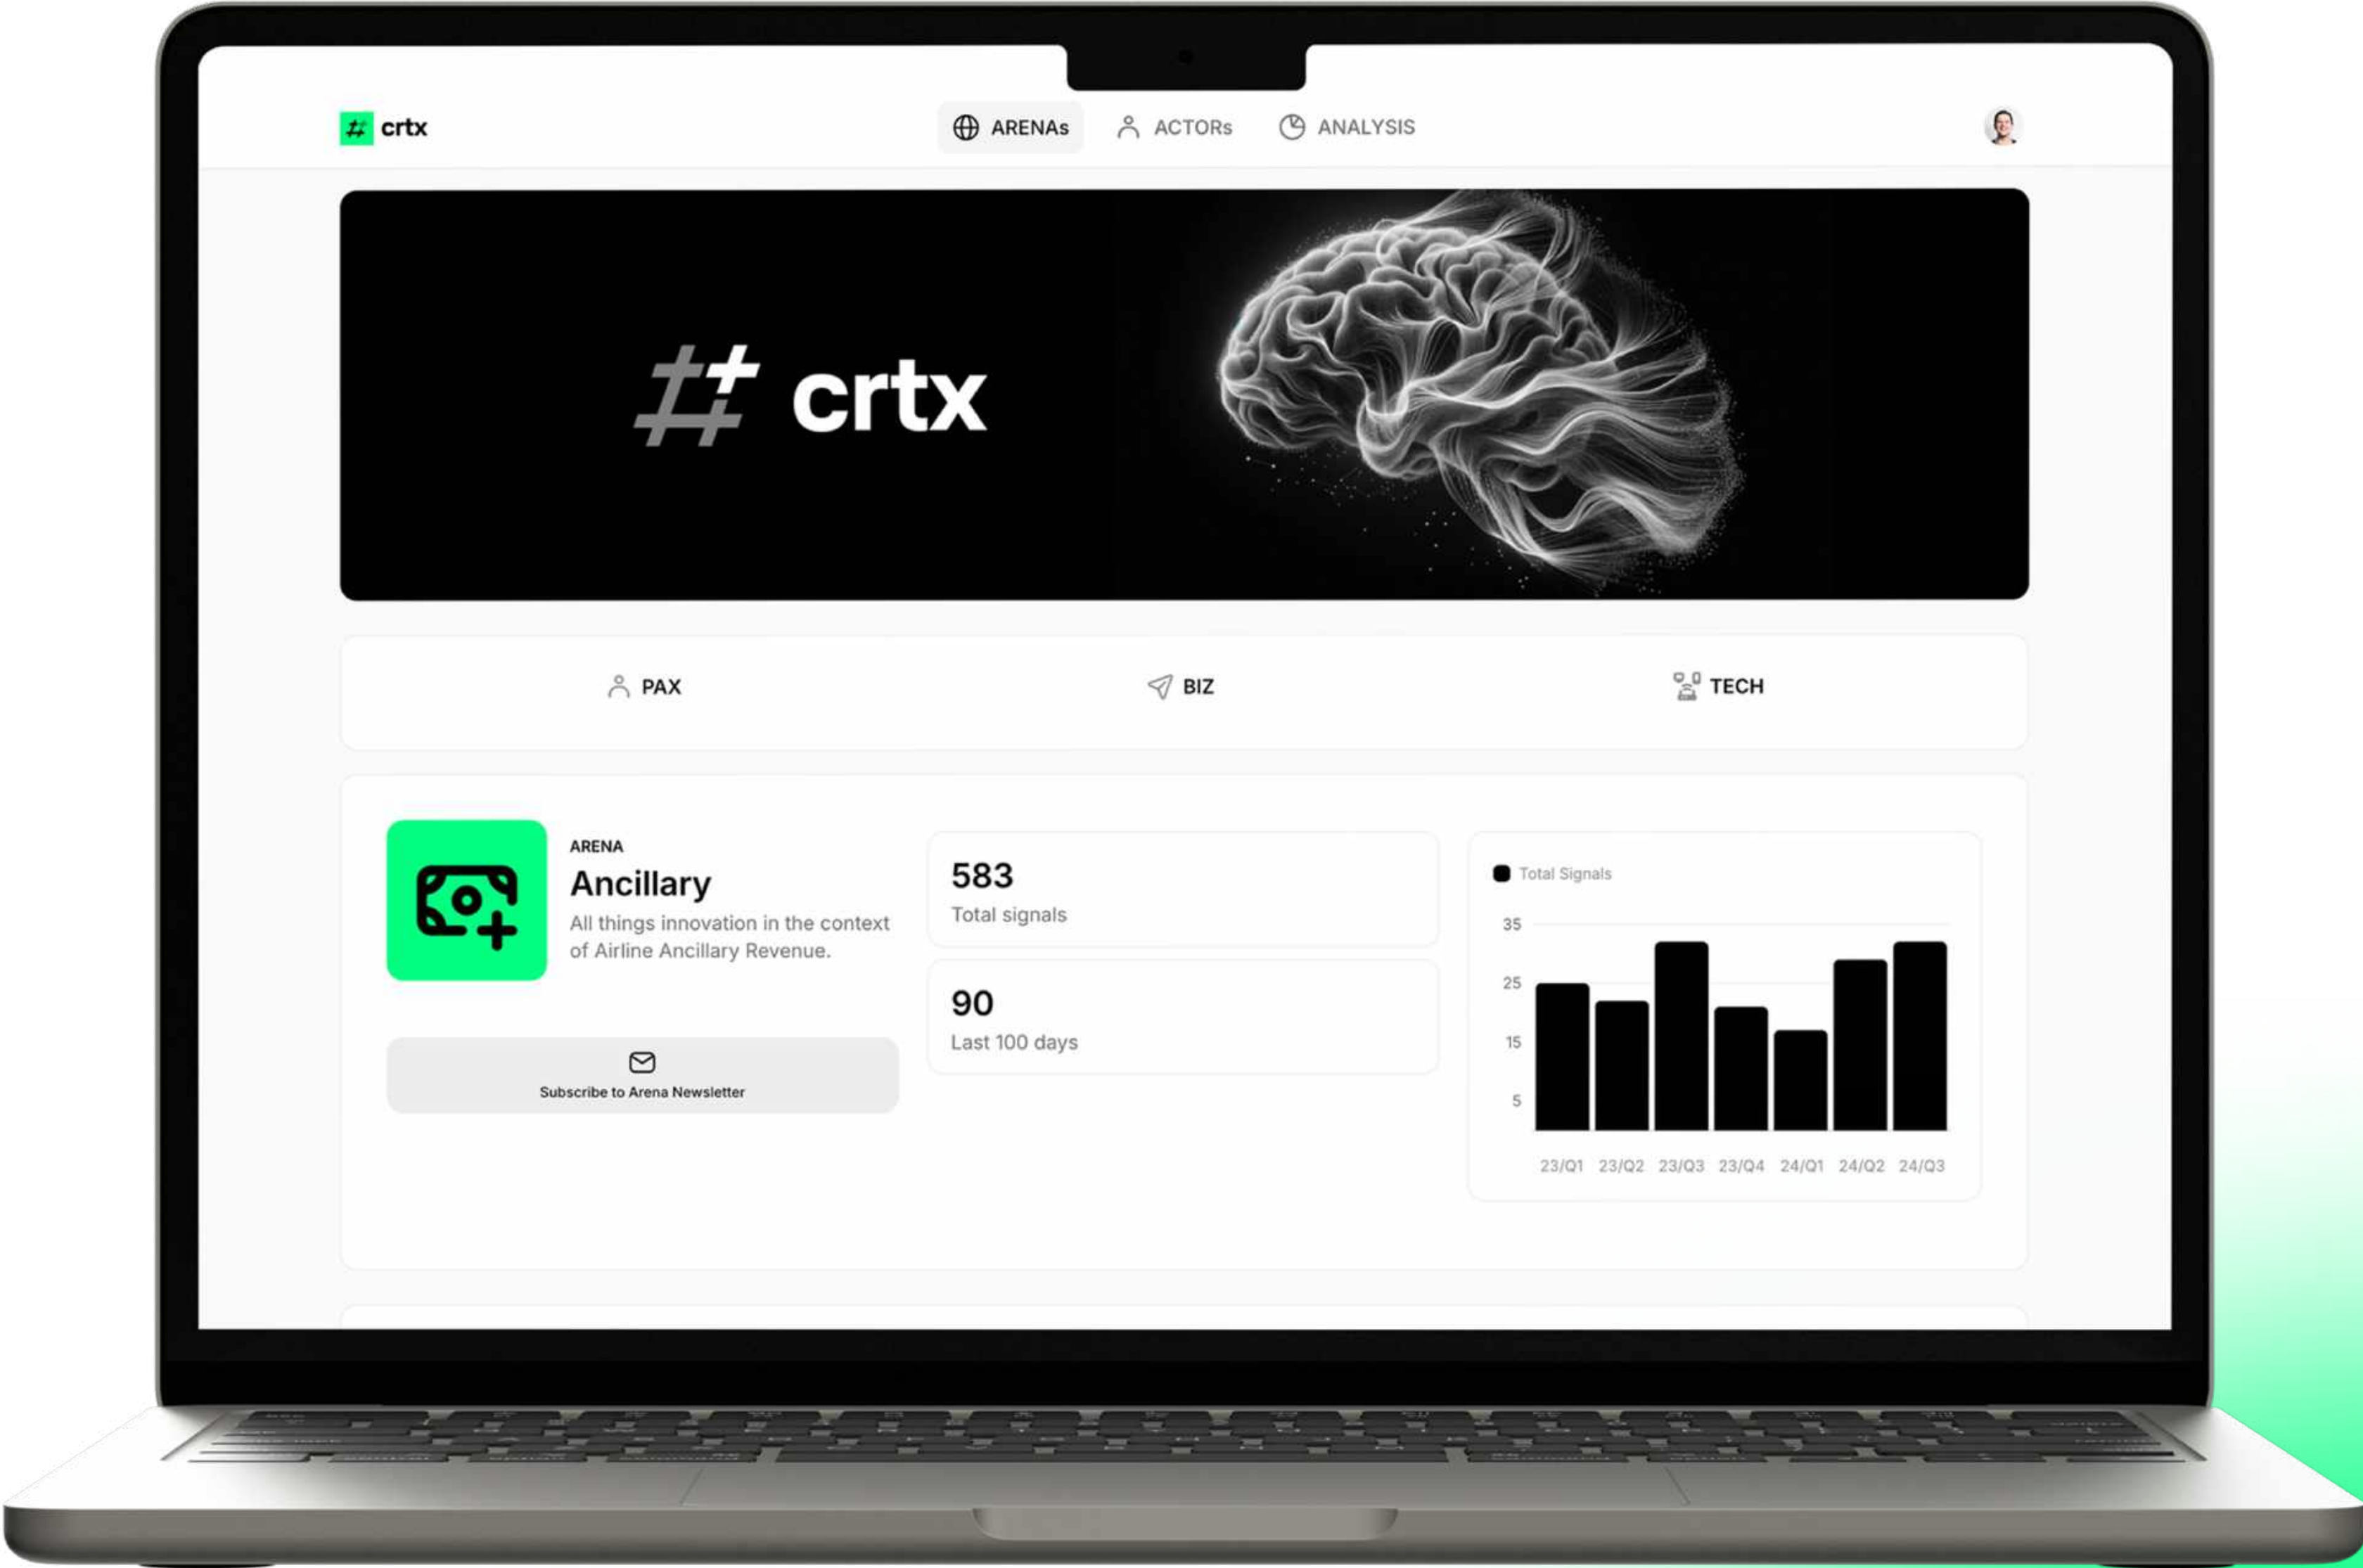 crtx
ARENAs
ACTORs
ANALYSIS
crtx
PAX
BIZ
TECH
ARENA
Ancillary
All things innovation in the context
of Airline Ancillary Revenue.
Subscribe to Arena Newsletter
583
Total signals
90
Last 100 days
Total Signals
35
25
15
5
23/Q1 23/Q2 23/Q3 23/Q4 24/Q1 24/Q2 24/Q3